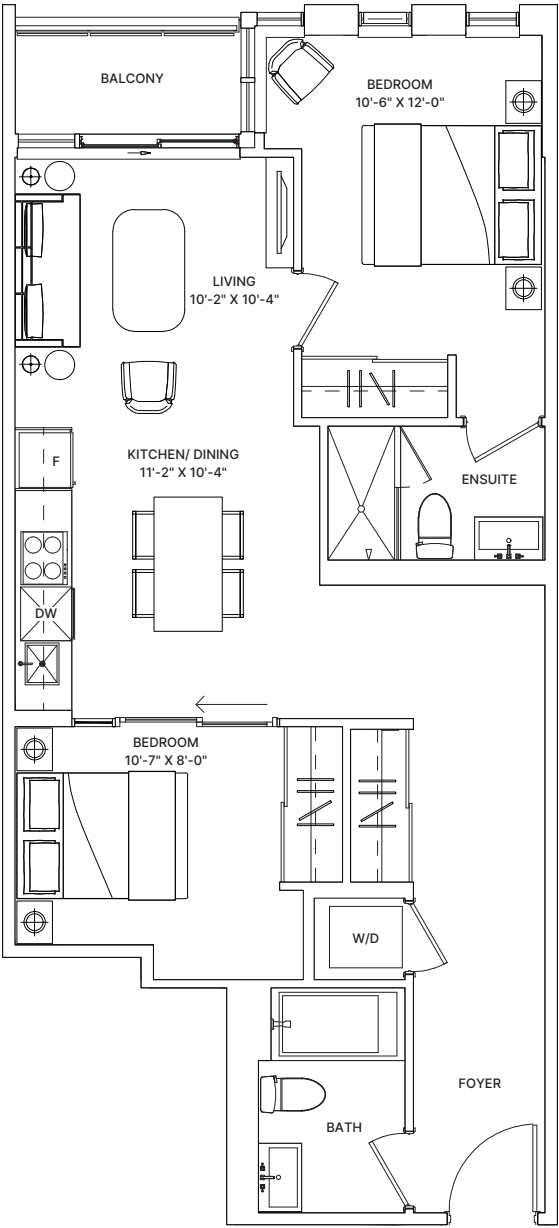 BALCONY
BEDROOM
10'-6" X 12'-0"
LIVING
10'-2" X 10'-4"
KITCHEN/ DINING
11'-2" X 10'-4"
F
ENSUITE
DW
BEDROOM
10'-7" X 8'-0"
W/D
FOYER
BATH